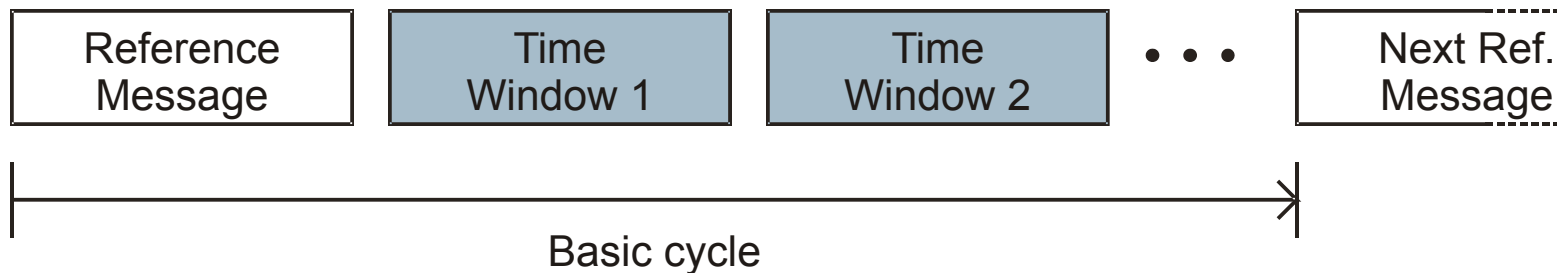 Reference
Message
Time
Window 1
Time
Window 2
• • •
Next Ref.
Message
Basic cycle